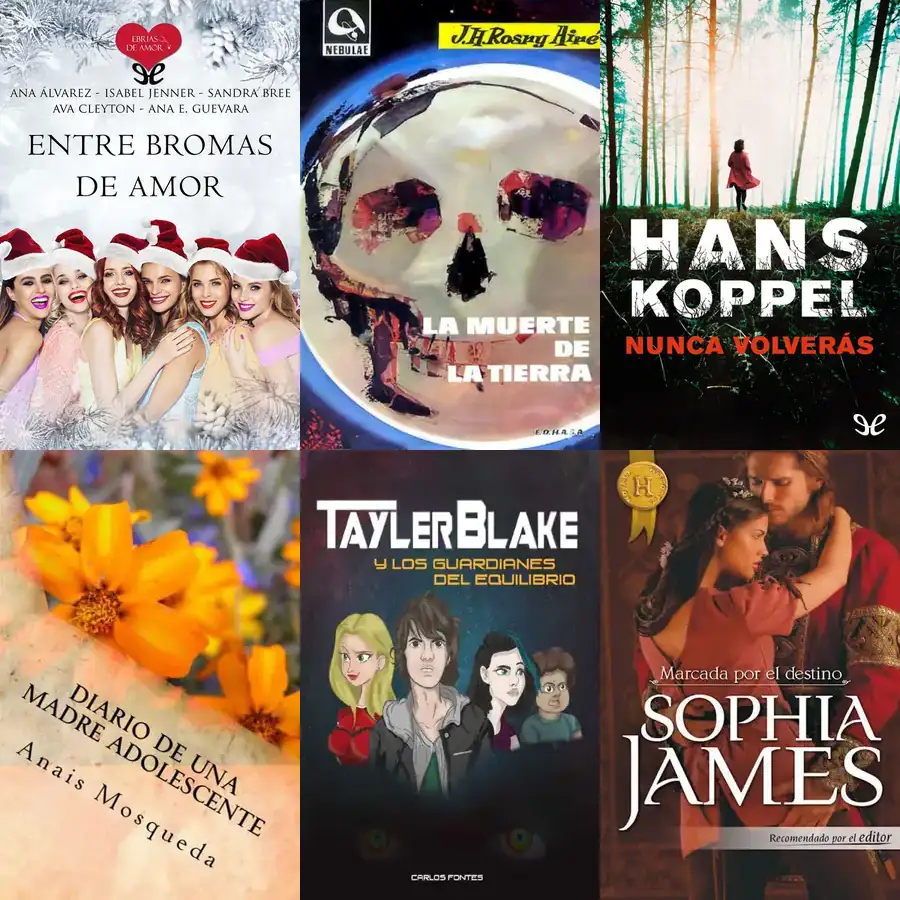 EBRIAS
DE AMOR
ANA ÁLVAREZ - ISABEL JENNER - SANDRA BREE
AVA CLEYTON - ANA E. GUEVARA
ENTRE BROMAS
DE AMOR
NEBULAE
J.H.Rosny Aîné
LA MUERTE
DE
LA TIERRA
E.D.H.A.S.A.
HANS
KOPPEL
NUNCA VOLVERÁS
DIARIO DE UNA
MADRE ADOLESCENTE
Anais Mosqueda
TAYLER BLAKE
Y LOS GUARDIANES
DEL EQUILIBRIO
CARLOS FONTES
H
Marcada por el destino
SOPHIA
JAMES
Recomendado por el editor